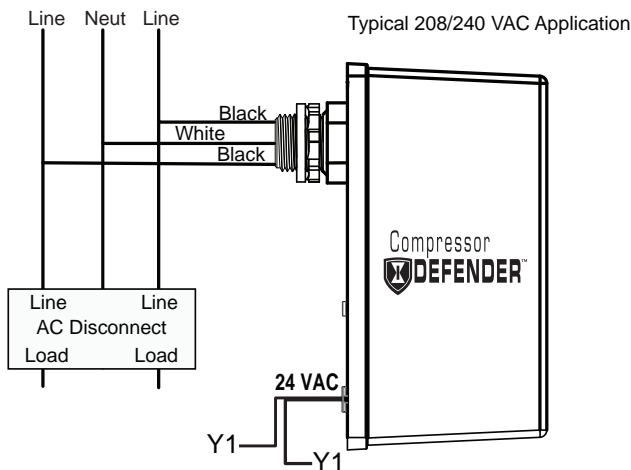 Line Neut Line
Typical 208/240 VAC Application
Black
White
Black
Compressor
DEFENDER™
Line Line
AC Disconnect
Load Load
24 VAC
Y1
Y1